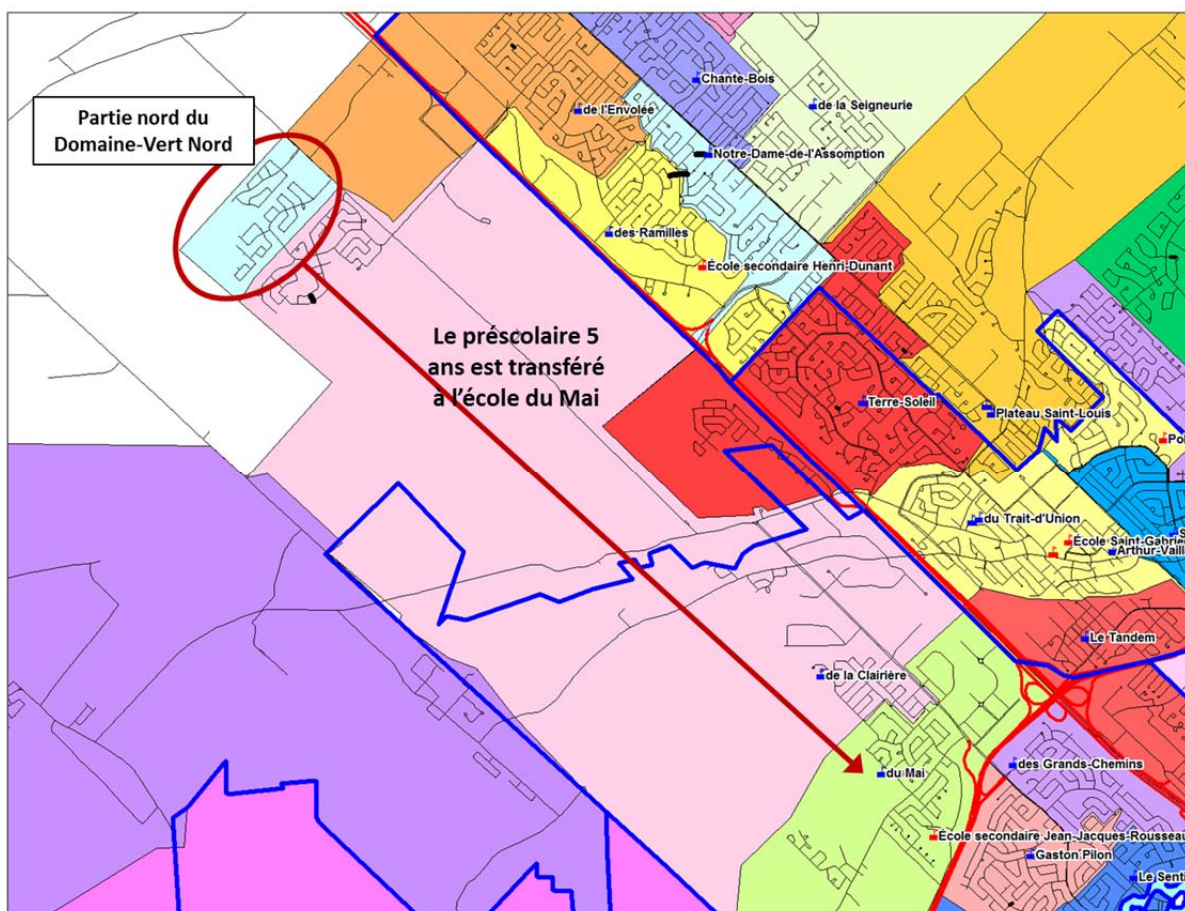 Chante-Bois
de l'Envolée
de la Seigneurie
Partie nord du
Domaine-Vert Nord
Notre-Dame-de-l'Assomption
des Ramilles
École secondaire Henri-Dunant
Le préscolaire 5
ans est transféré
à l'école du Mai
Terre-Soleil
Plateau Saint-Louis
du Trait-d'Union
École Saint-Gabriel
Arthur-Vaill
Le Tandem
de la Clairière
des Grands-Chemins
du Mai
École secondaire Jean-Jacques-Rousseau
Gaston Pilon
Le Senti